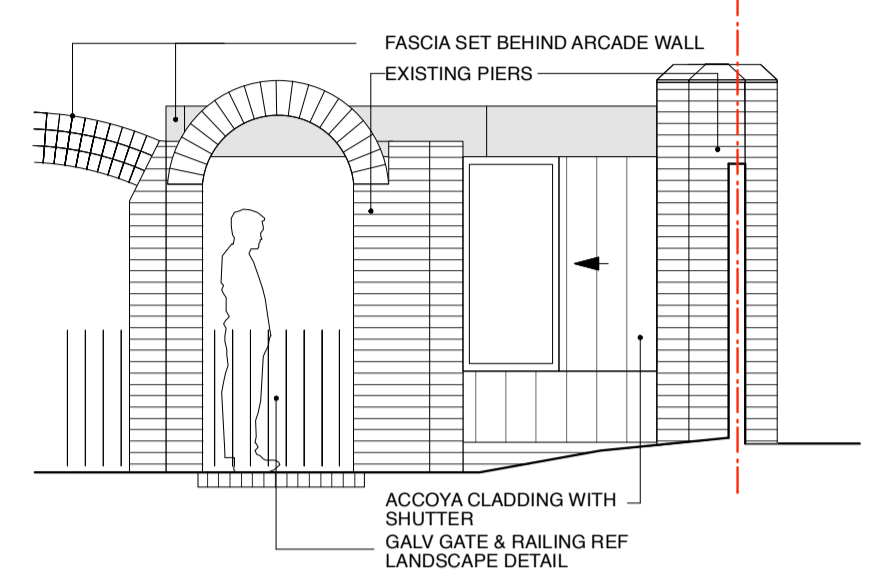 FASCIA SET BEHIND ARCADE WALL
EXISTING PIERS
ACCOYA CLADDING WITH
SHUTTER
GALV GATE & RAILING REF
LANDSCAPE DETAIL